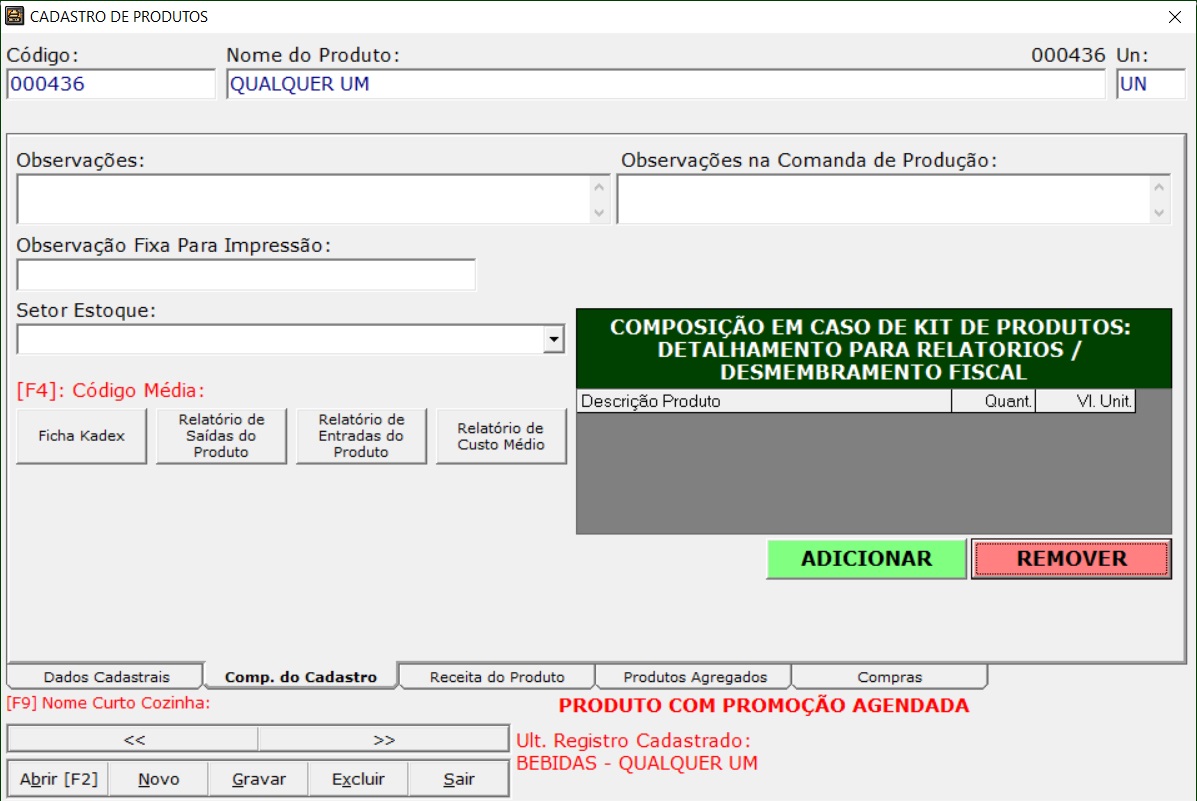 CADASTRO DE PRODUTOS
Código:
Nome do Produto:
000436
Un:
000436
QUALQUER UM
UN
Observações:
Observações na Comanda de Produção:
Observação Fixa Para Impressão:
Setor Estoque:
COMPOSIÇÃO EM CASO DE KIT DE PRODUTOS:
DETALHAMENTO PARA RELATORIOS /
DESMEMBRAMENTO FISCAL
Descrição Produto
Quant.
Vl. Unit.
[F4]: Código Média:
Ficha Kadex
Relatório de
Saídas do
Produto
Relatório de
Entradas do
Produto
Relatório de
Custo Médio
ADICIONAR
REMOVER
Dados Cadastrais
Comp. do Cadastro
Receita do Produto
Produtos Agregados
Compras
[F9] Nome Curto Cozinha:
PRODUTO COM PROMOÇÃO AGENDADA
<<
>>
Ult. Registro Cadastrado:
BEBIDAS - QUALQUER UM
Abrir [F2]
Novo
Gravar
Excluir
Sair